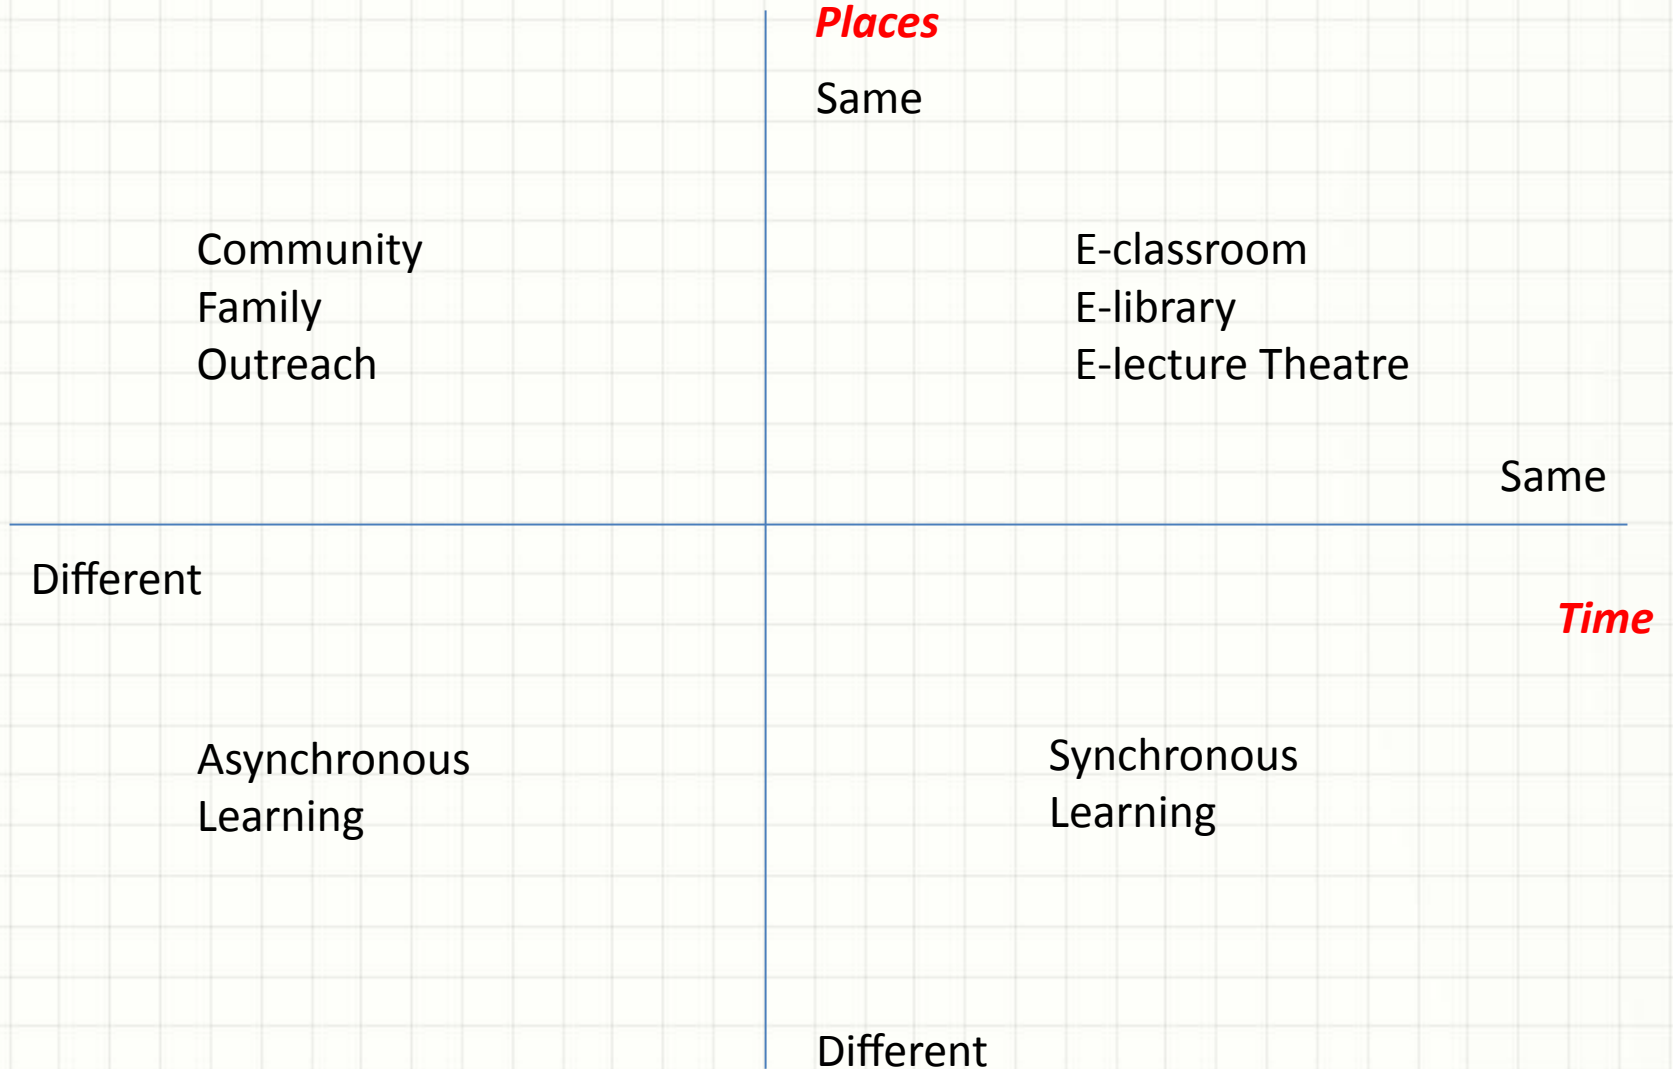 Places
Same
Community
Family
Outreach
E-classroom
E-library
E-lecture Theatre
Same
Different
Time
Asynchronous
Learning
Synchronous
Learning
Different